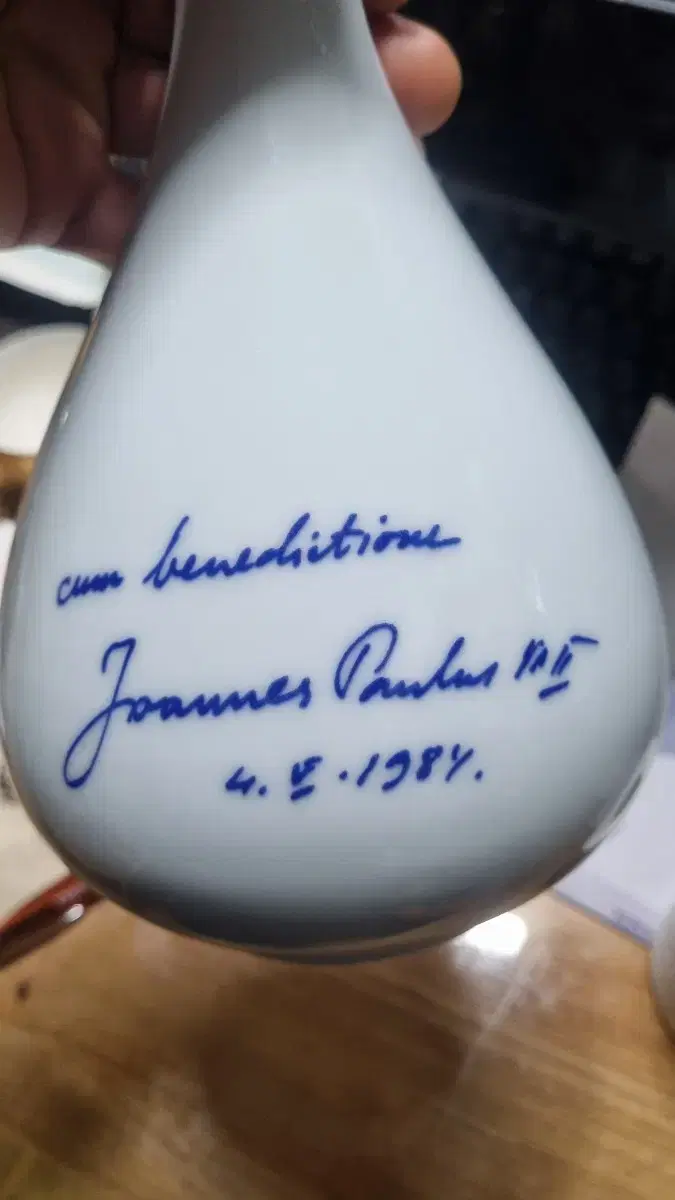 cum benedictione
Joannes Paulus PP II
4. V. 1984.